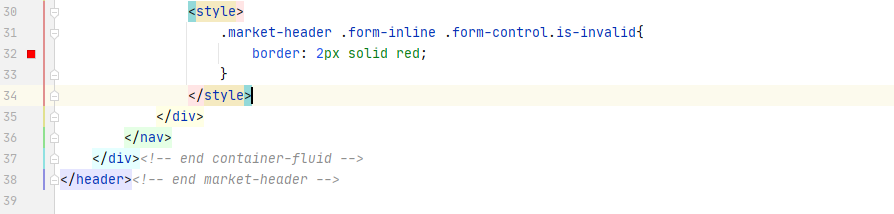 30 <style>
31 .market-header .form-inline .form-control.is-invalid{
32 border: 2px solid red;
33 }
34 </style>
35 </div>
36 </nav>
37 </div><!-- end container-fluid -->
38 </header><!-- end market-header -->
39